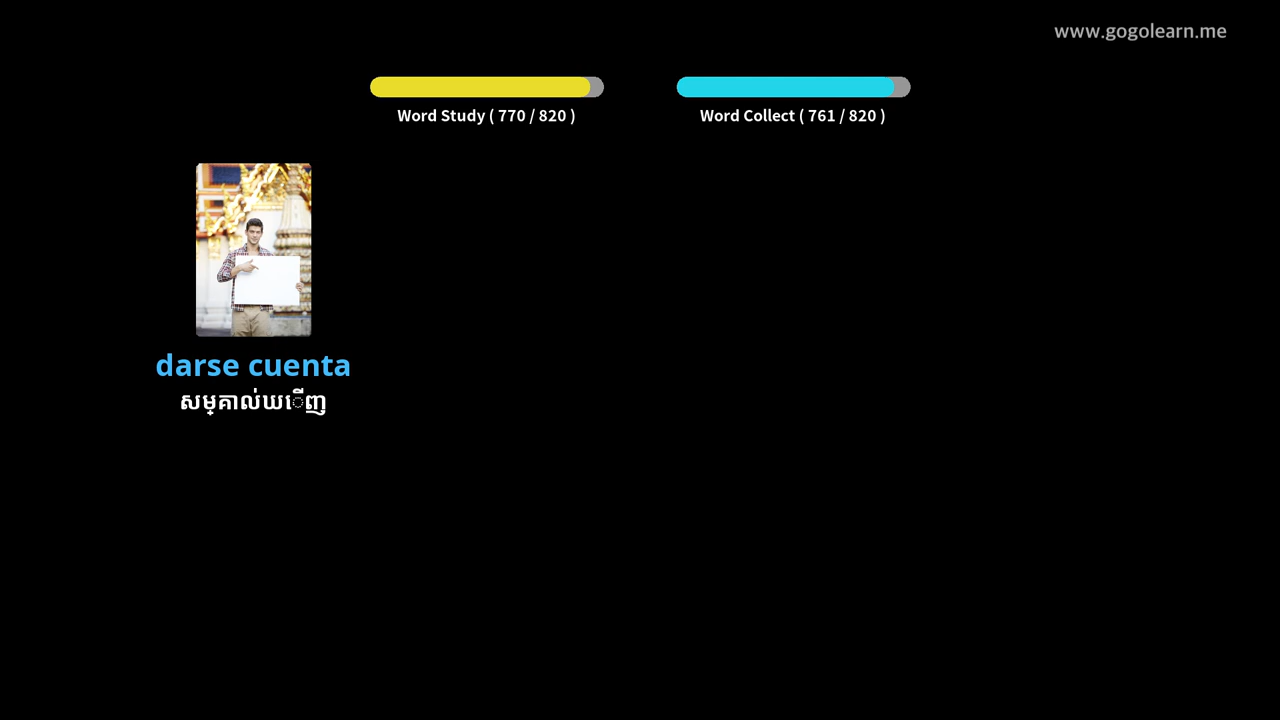 www.gogolearn.me
Word Study ( 770 / 820 )
Word Collect ( 761 / 820 )
darse cuenta
សម្គាល់ឃើញ